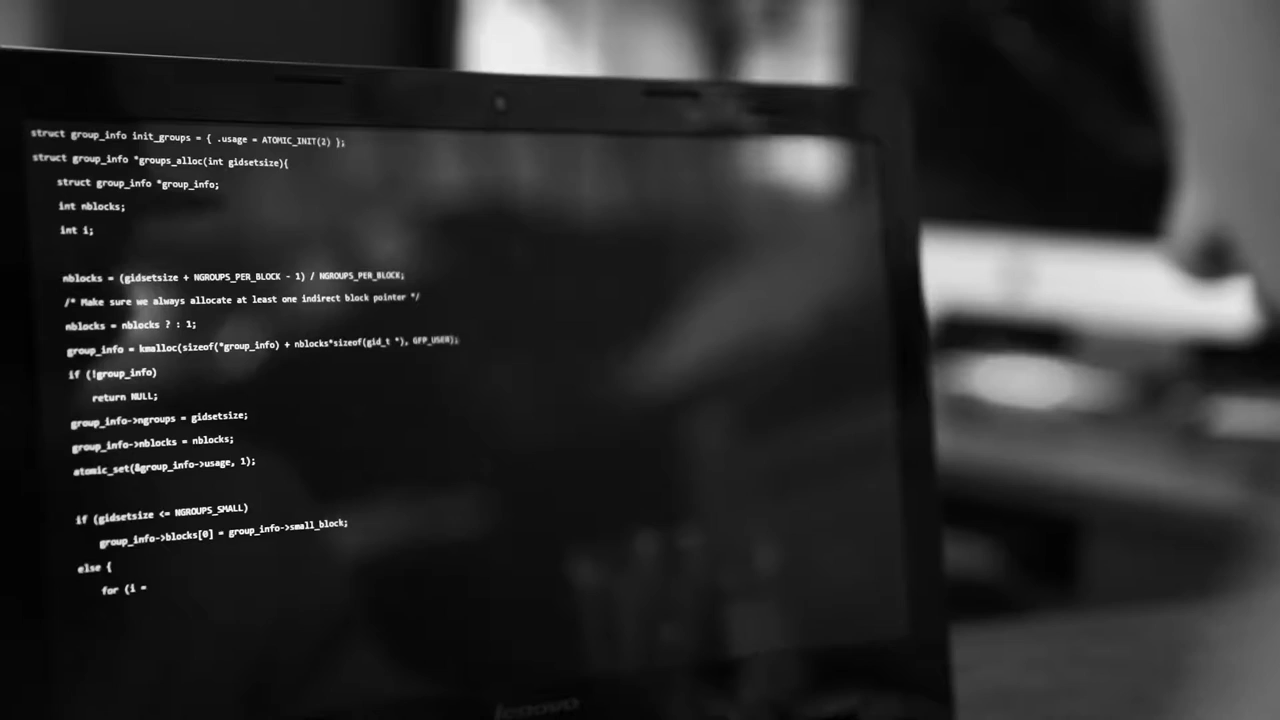 struct group_info init_groups = { .usage = ATOMIC_INIT(2) };
struct group_info *groups_alloc(int gidsetsize){
struct group_info *group_info;
int nblocks;
int i;
nblocks = (gidsetsize + NGROUPS_PER_BLOCK - 1) / NGROUPS_PER_BLOCK;
/* Make sure we always allocate at least one indirect block pointer */
nblocks = nblocks ? : 1;
group_info = kmalloc(sizeof(*group_info) + nblocks*sizeof(gid_t *), GFP_USER);
if (!group_info)
return NULL;
group_info->ngroups = gidsetsize;
group_info->nblocks = nblocks;
atomic_set(&group_info->usage, 1);
if (gidsetsize <= NGROUPS_SMALL)
group_info->blocks[0] = group_info->small_block;
else {
for (i =
lenovo